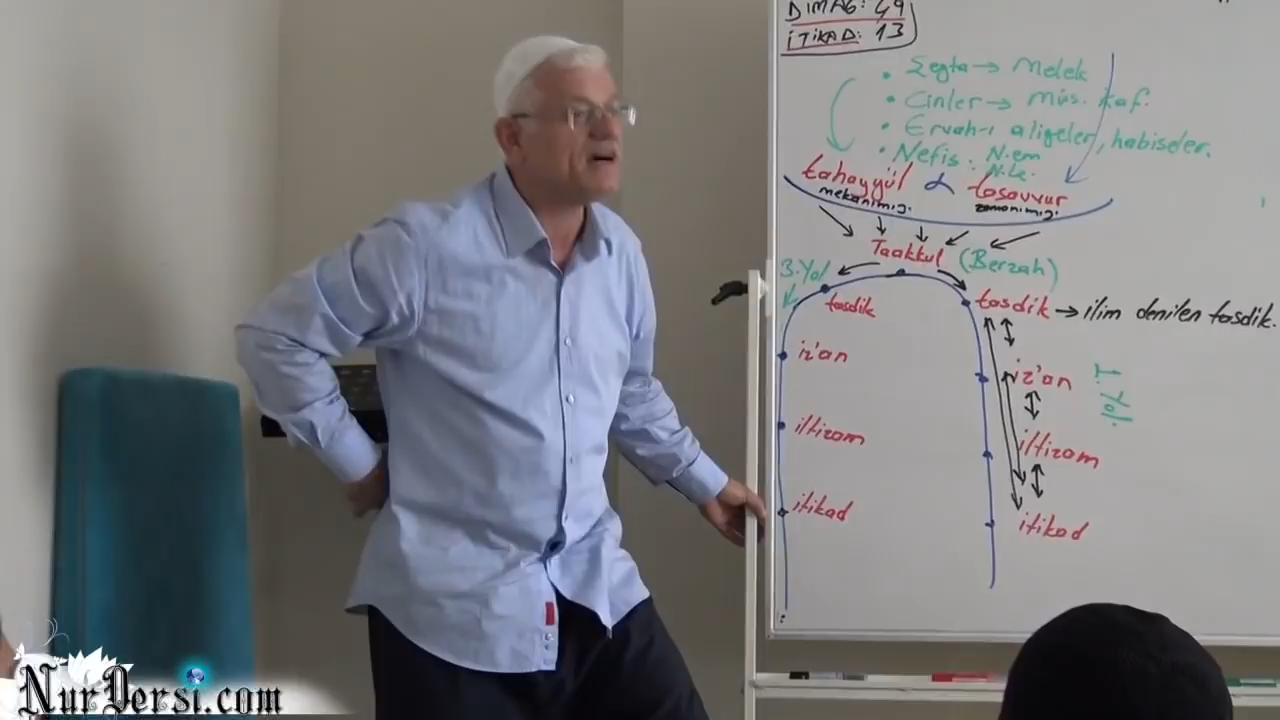 DİMAĞ: 49
İTİKAD: 13
• Melek
• Cinler → Müs. kaf.
• Ervah-ı aliyeler, habiseler.
• Nefis: N.em
N.le.
tahayyül & tasavvur
mekanımız. zamanımız.
Taakkul (Berzah)
3.Yol
tasdik tasdik → ilim denilen tasdik.
iz'an iz'an
1. Yol
iltizam iltizam
itikad itikad
NurDersi.com